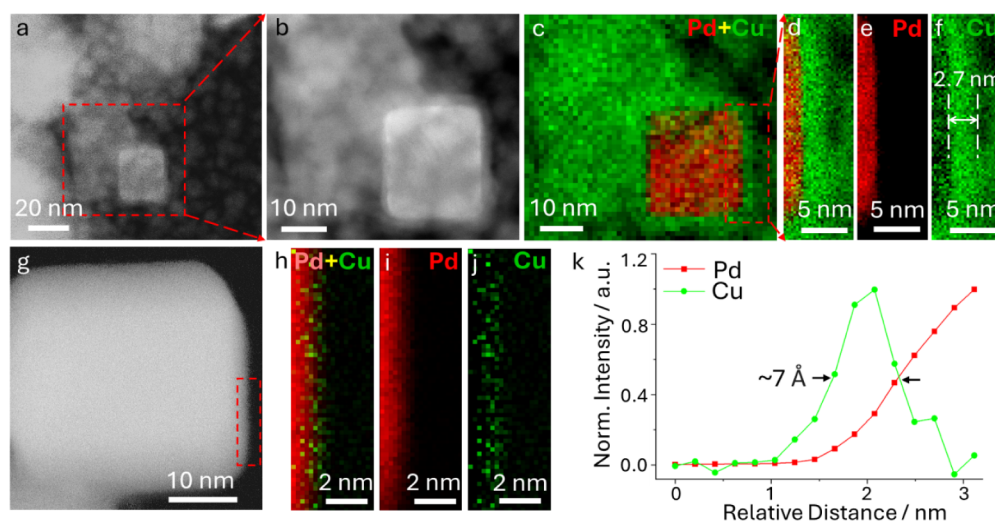 a
20 nm
b
10 nm
c
Pd+Cu
10 nm
d
5 nm
e
Pd
5 nm
f
Cu
2.7 nm
5 nm
g
10 nm
h
Pd+Cu
2 nm
i
Pd
2 nm
j
Cu
2 nm
k
Pd
Cu
~7 Å
Norm. Intensity / a.u.
1.2
0.8
0.4
0.0
0
1
2
3
Relative Distance / nm